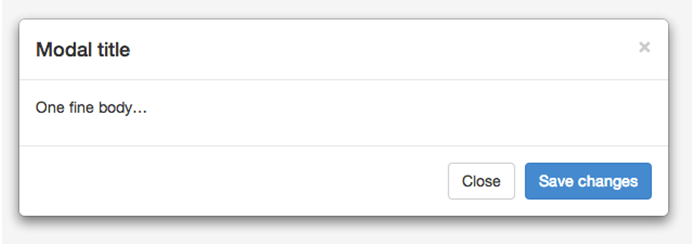 Modal title
×
One fine body…
Close
Save changes